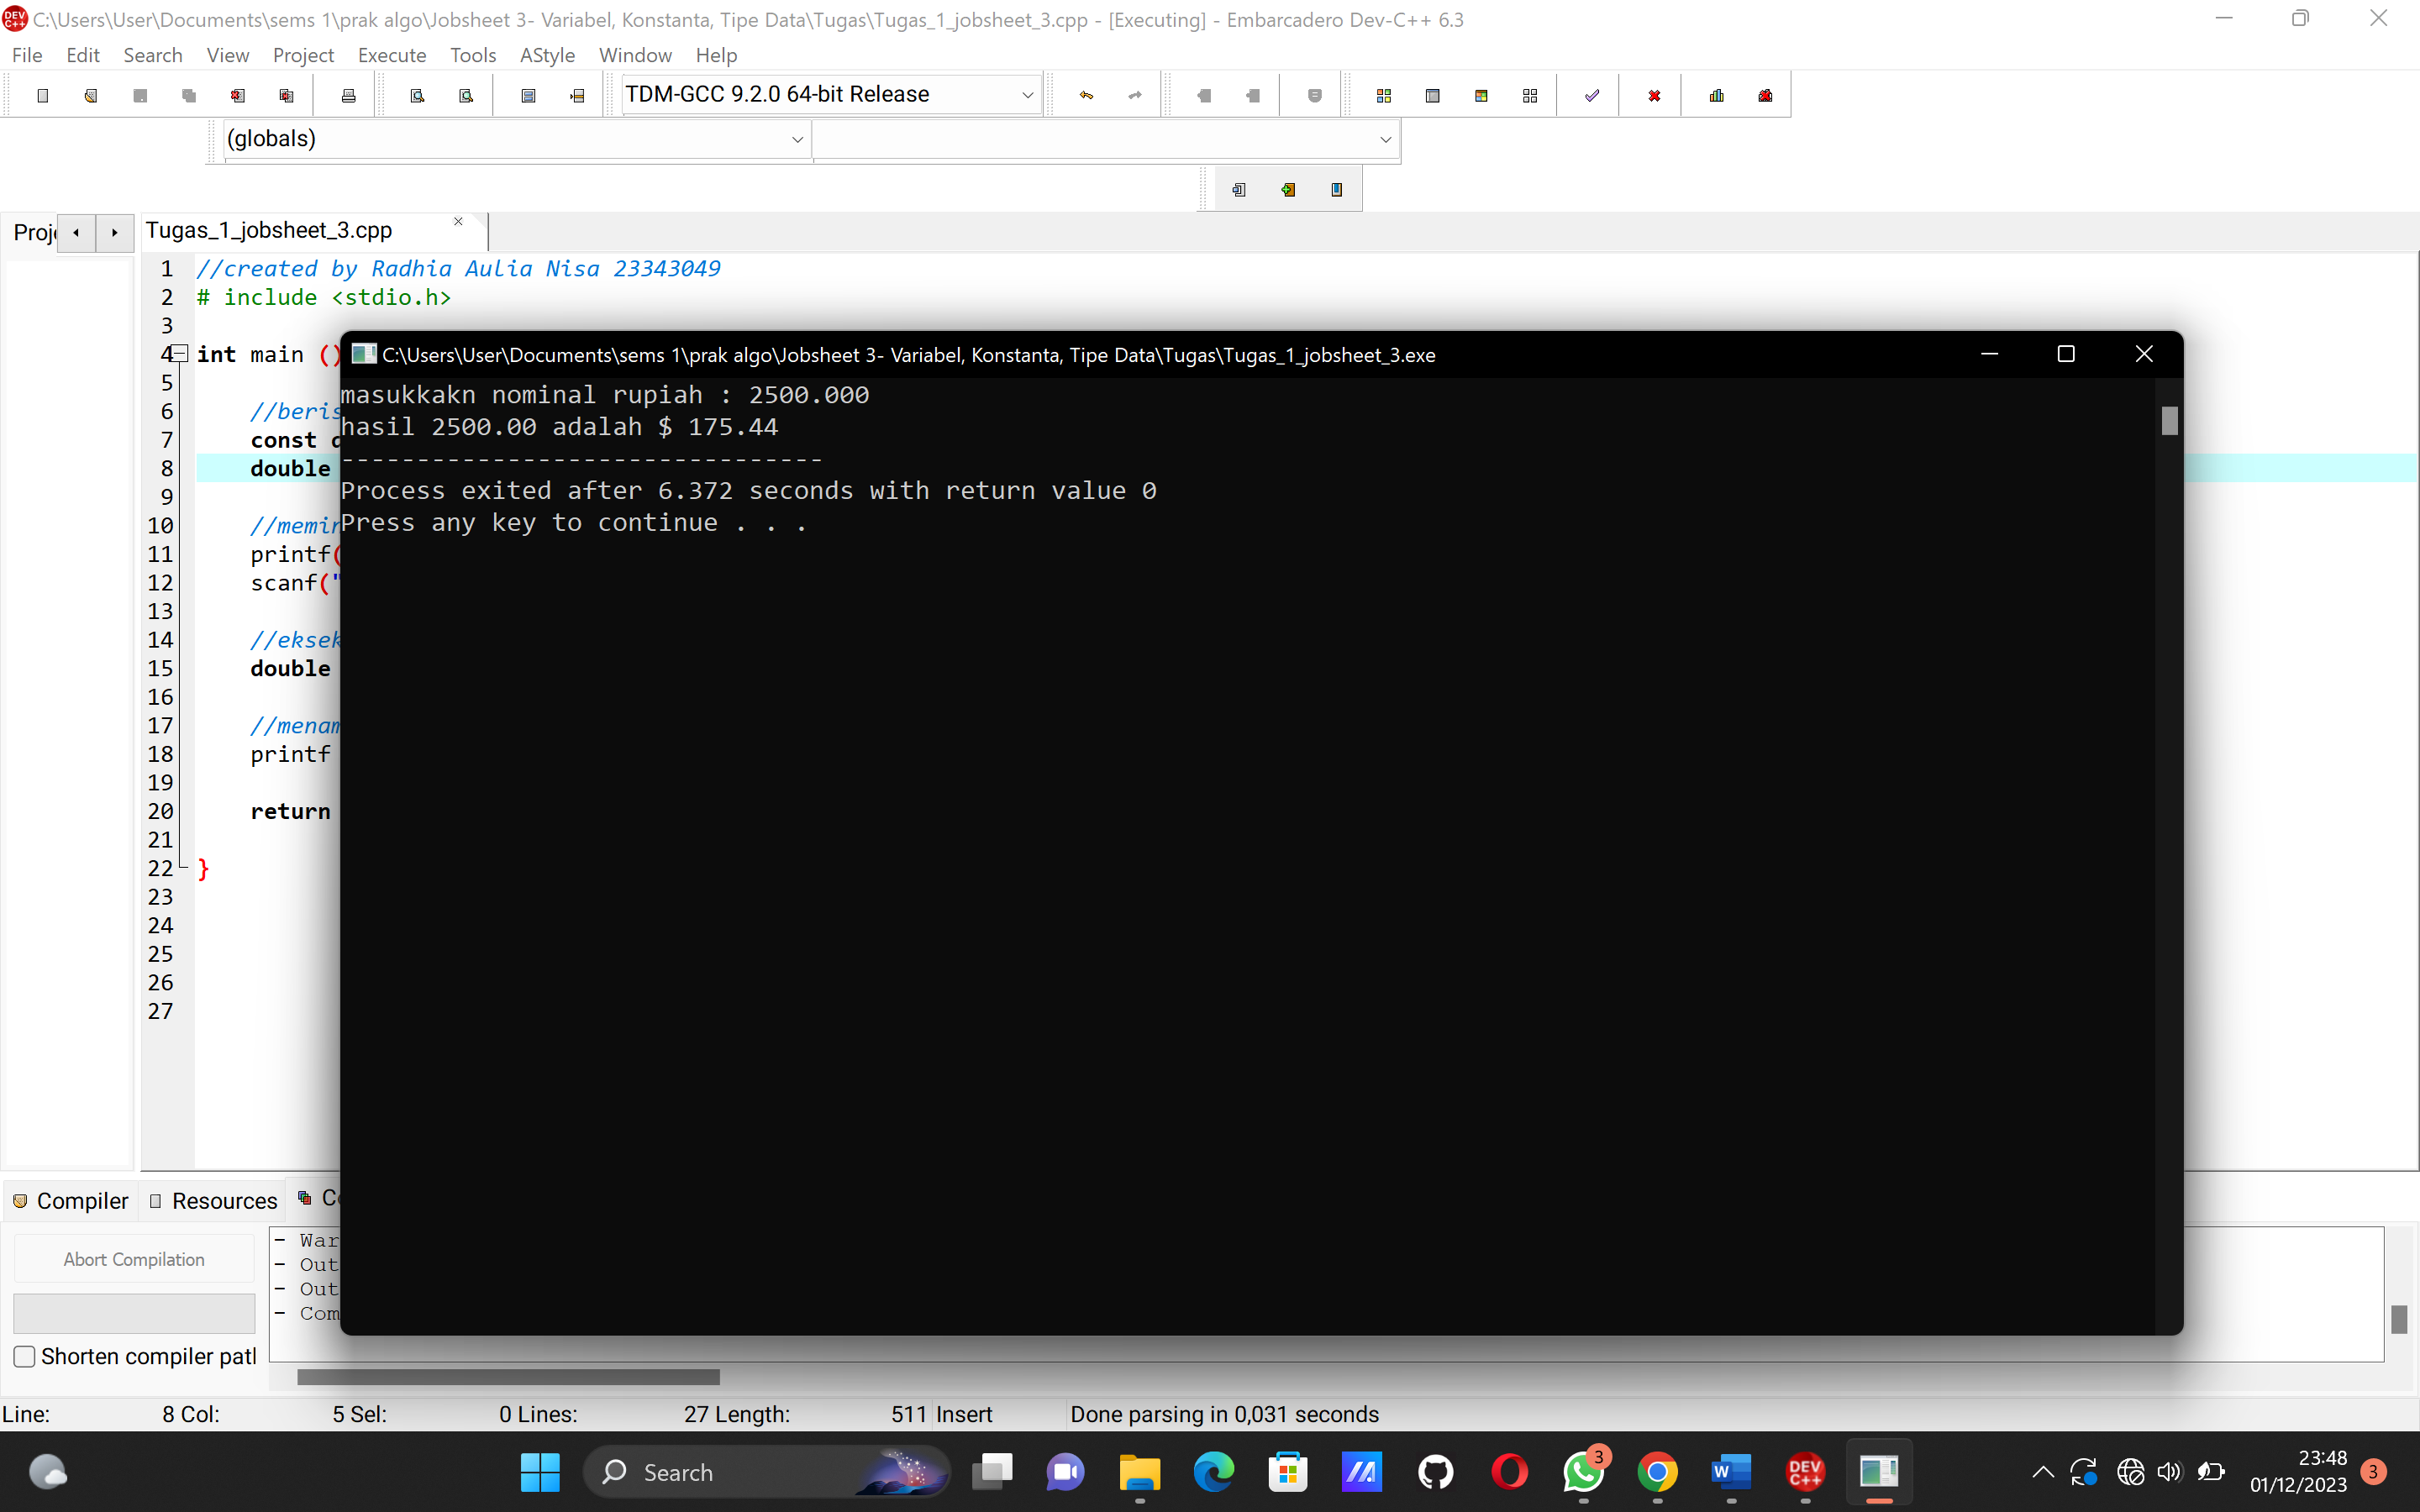 C:\Users\User\Documents\sems 1\prak algo\Jobsheet 3- Variabel, Konstanta, Tipe Data\Tugas\Tugas_1_jobsheet_3.cpp - [Executing] - Embarcadero Dev-C++ 6.3
File Edit Search View Project Execute Tools AStyle Window Help
TDM-GCC 9.2.0 64-bit Release
(globals)
Proje
Tugas_1_jobsheet_3.cpp
1 //created by Radhia Aulia Nisa 23343049
2 # include <stdio.h>
3
4 int main ()
5
6 //beris
7 const d
8 double
9
10 //memin
11 printf(
12 scanf("
13
14 //eksek
15 double
16
17 //menam
18 printf
19
20 return
21
22 }
23
24
25
26
27
C:\Users\User\Documents\sems 1\prak algo\Jobsheet 3- Variabel, Konstanta, Tipe Data\Tugas\Tugas_1_jobsheet_3.exe
masukkakn nominal rupiah : 2500.000
hasil 2500.00 adalah $ 175.44
--------------------------------
Process exited after 6.372 seconds with return value 0
Press any key to continue . . .
Compiler Resources Co
Abort Compilation
- War
- Out
- Out
- Com
Shorten compiler patl
Line: 8 Col: 5 Sel: 0 Lines: 27 Length: 511 Insert Done parsing in 0,031 seconds
Search
3
W
DEV C++
23:48
01/12/2023
3